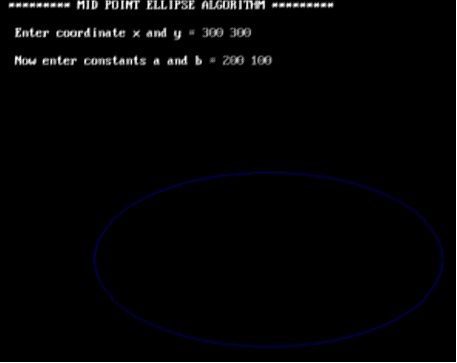 ********* MID POINT ELLIPSE ALGORITHM *********
Enter coordinate x and y = 300 300
Now enter constants a and b = 200 100